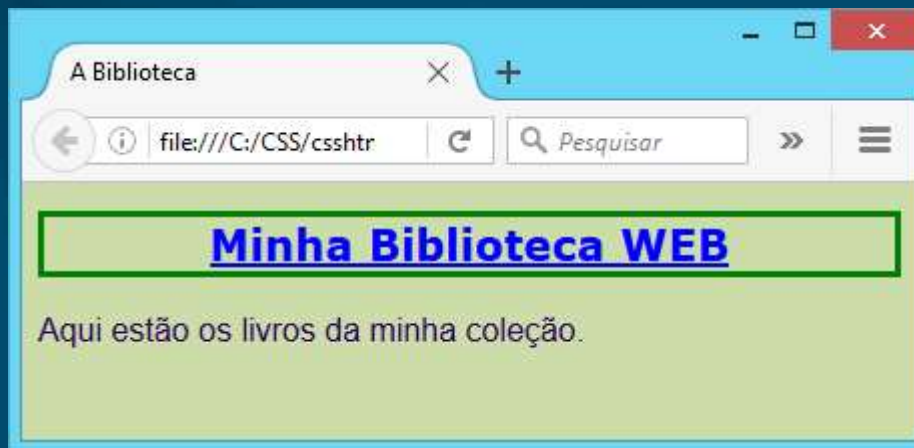 A Biblioteca
file:///C:/CSS/csshtr
Pesquisar
Minha Biblioteca WEB
Aqui estão os livros da minha coleção.